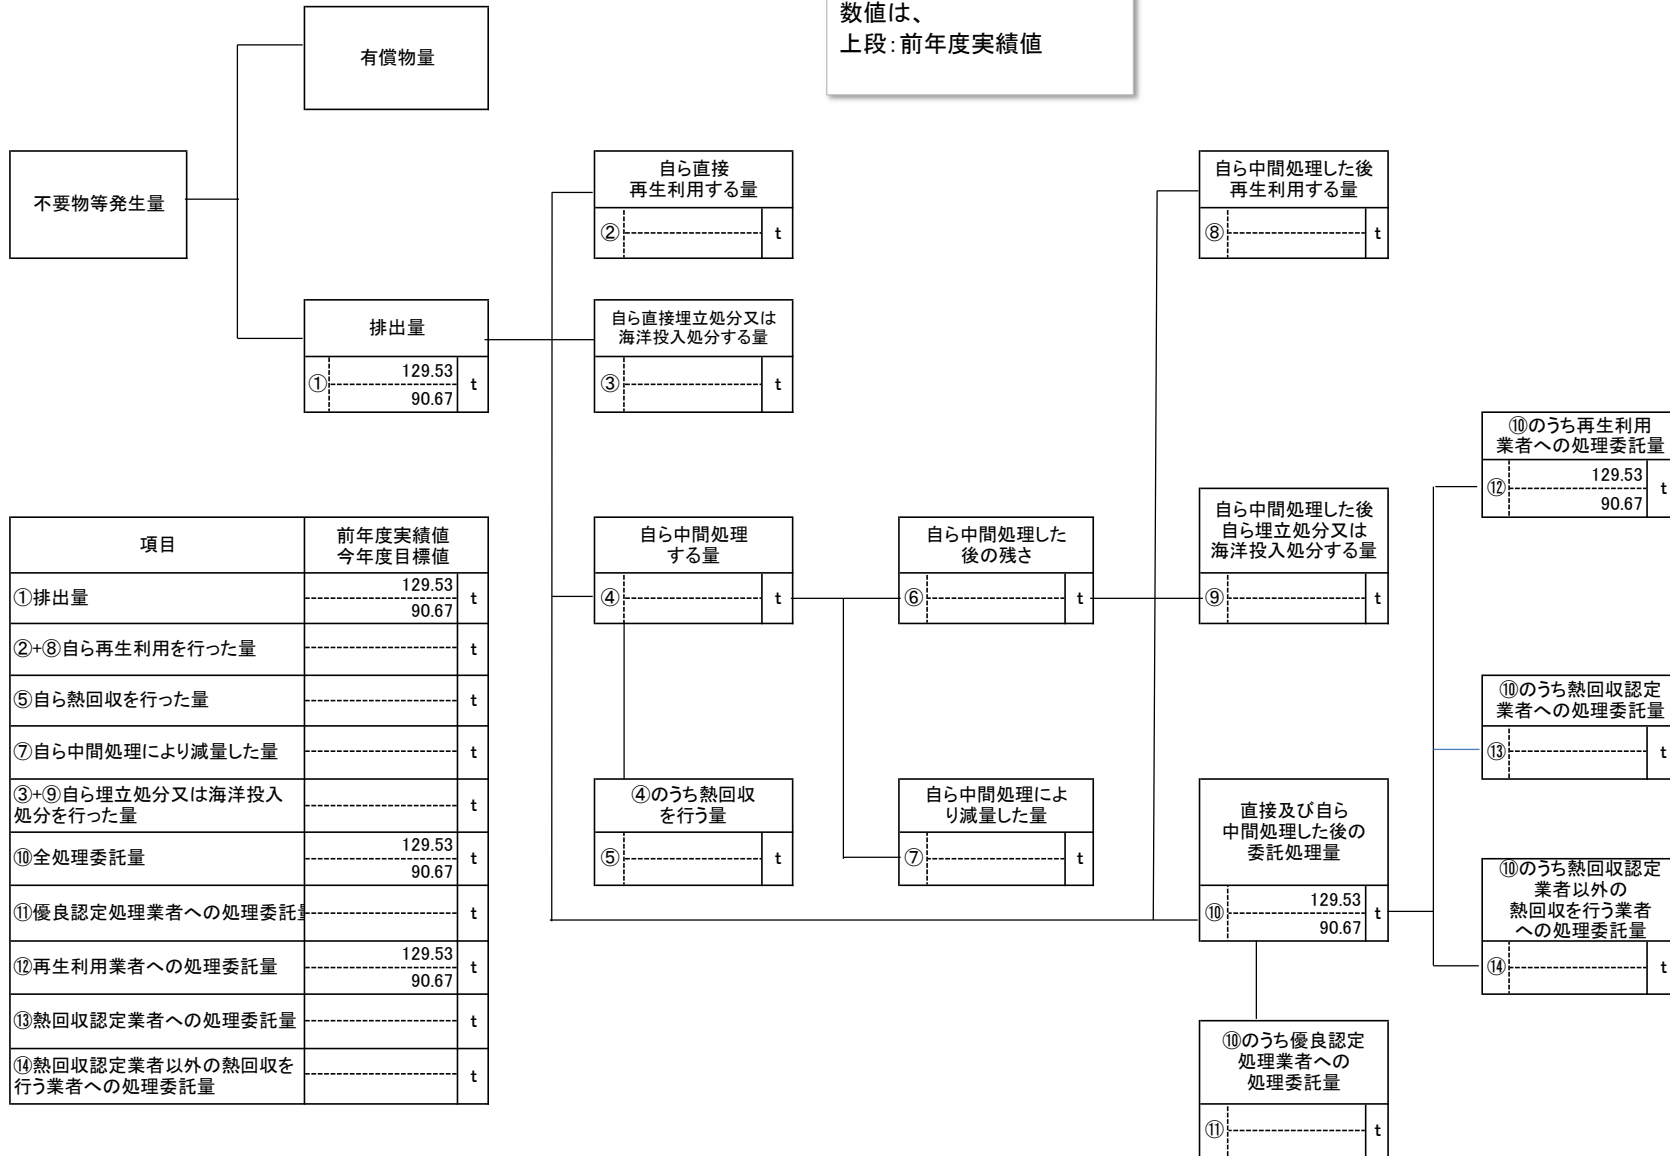 数値は、
上段:前年度実績値
有償物量
不要物等発生量
排出量
① 129.53 t
90.67
自ら直接
再生利用する量
② t
自ら直接埋立処分又は
海洋投入処分する量
③ t
自ら中間処理した後
再生利用する量
⑧ t
自ら中間処理
する量
④ t
自ら中間処理した
後の残さ
⑥ t
自ら中間処理した後
自ら埋立処分又は
海洋投入処分する量
⑨ t
④のうち熱回収
を行う量
⑤ t
自ら中間処理によ
り減量した量
⑦ t
直接及び自ら
中間処理した後の
委託処理量
⑩ 129.53 t
90.67
⑩のうち優良認定
処理業者への
処理委託量
⑪ t
⑩のうち再生利用
業者への処理委託量
⑫ 129.53 t
90.67
⑩のうち熱回収認定
業者への処理委託量
⑬ t
⑩のうち熱回収認定
業者以外の
熱回収を行う業者
への処理委託量
⑭ t
項目 前年度実績値
今年度目標値
①排出量 129.53 t
90.67
②+⑧自ら再生利用を行った量 t
⑤自ら熱回収を行った量 t
⑦自ら中間処理により減量した量 t
③+⑨自ら埋立処分又は海洋投入
処分を行った量 t
⑩全処理委託量 129.53 t
90.67
⑪優良認定処理業者への処理委託 t
⑫再生利用業者への処理委託量 129.53 t
90.67
⑬熱回収認定業者への処理委託量 t
⑭熱回収認定業者以外の熱回収を
行う業者への処理委託量 t